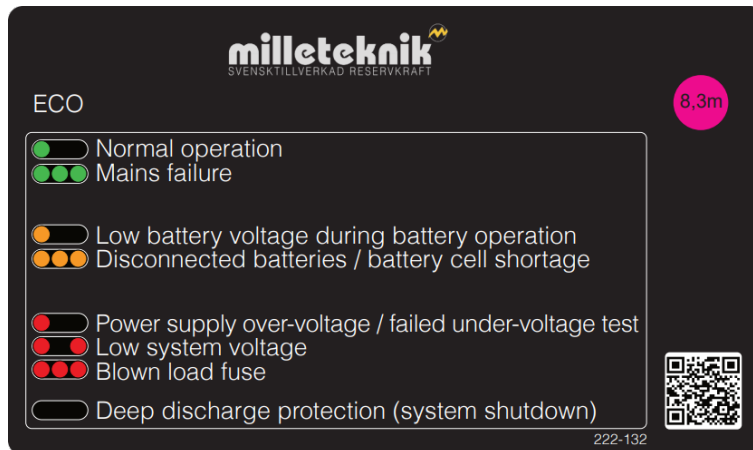 milleteknik
SVENSKTILLVERKAD RESERVKRAFT
ECO
8,3m
Normal operation
Mains failure
Low battery voltage during battery operation
Disconnected batteries / battery cell shortage
Power supply over-voltage / failed under-voltage test
Low system voltage
Blown load fuse
Deep discharge protection (system shutdown)
222-132